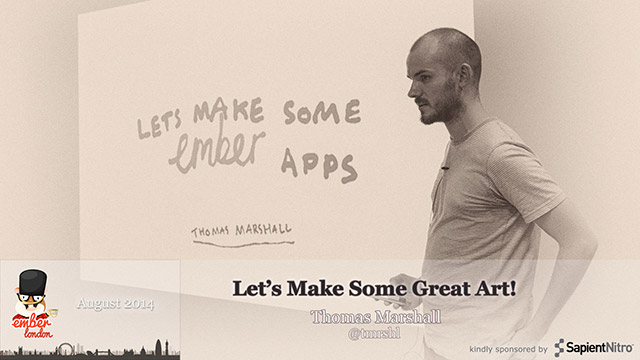 LETS MAKE SOME
ember APPS
THOMAS MARSHALL
Let's Make Some Great Art!
Thomas Marshall
@tmrshl
August 2014
ember
london
kindly sponsored by SapientNitro